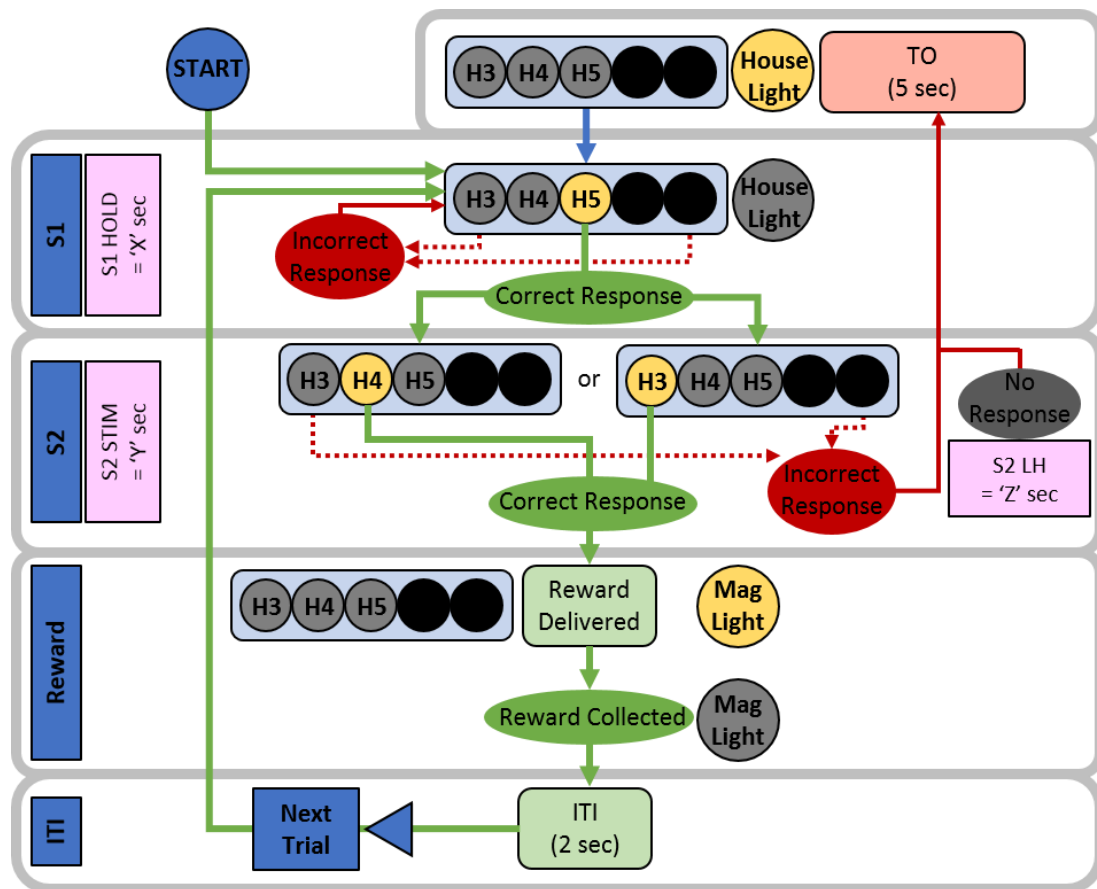 START
H3 H4 H5
House
Light
TO
(5 sec)
S1
S1 HOLD
= ‘X’ sec
H3 H4 H5
House
Light
Incorrect
Response
Correct Response
S2
S2 STIM
= ‘Y’ sec
H3 H4 H5
or
H3 H4 H5
No
Response
S2 LH
= ‘Z’ sec
Incorrect
Response
Correct Response
Reward
H3 H4 H5
Reward
Delivered
Mag
Light
Reward Collected
Mag
Light
ITI
Next
Trial
ITI
(2 sec)